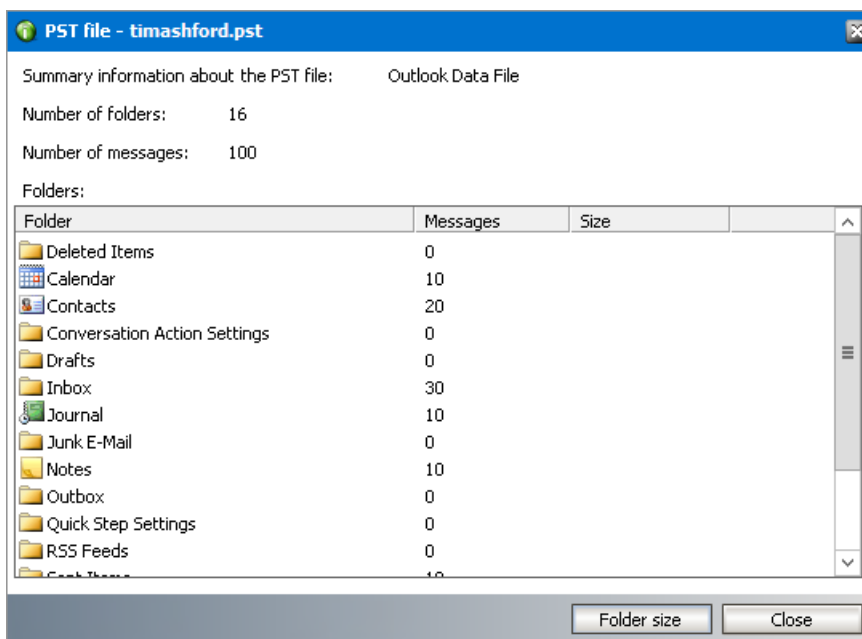 PST file - timashford.pst
Summary information about the PST file: Outlook Data File
Number of folders: 16
Number of messages: 100
Folders:
Folder Messages Size
Deleted Items 0
Calendar 10
Contacts 20
Conversation Action Settings 0
Drafts 0
Inbox 30
Journal 10
Junk E-Mail 0
Notes 10
Outbox 0
Quick Step Settings 0
RSS Feeds 0
Sent Items 10
Folder size Close